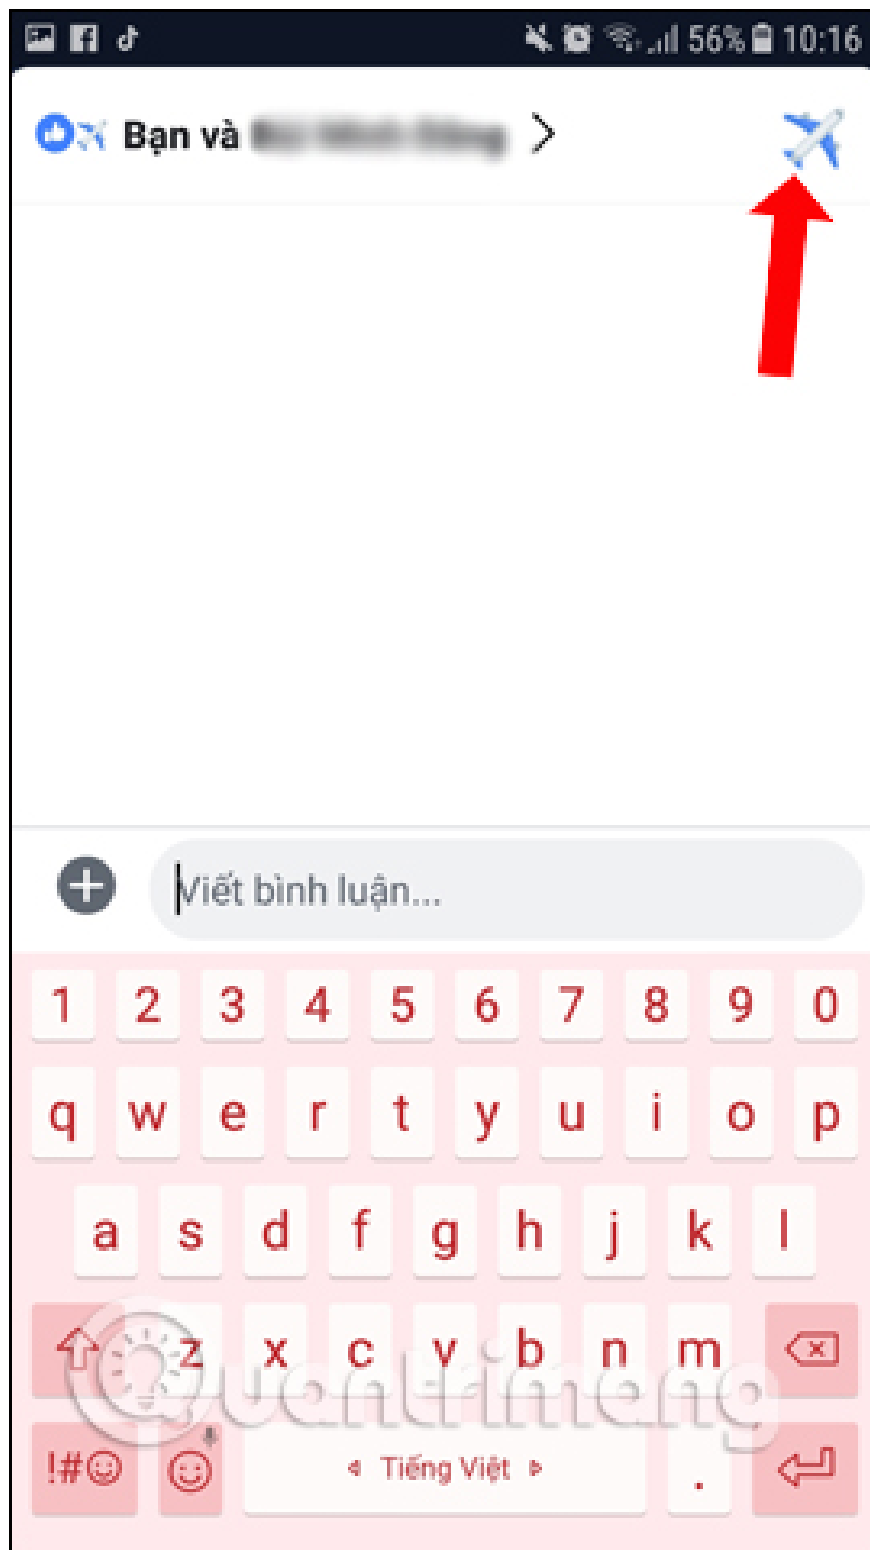 56% 10:16
Bạn và
Viết bình luận...
1 2 3 4 5 6 7 8 9 0
q w e r t y u i o p
a s d f g h j k l
z x c v b n m
!#☺ Tiếng Việt .
Quantrimang